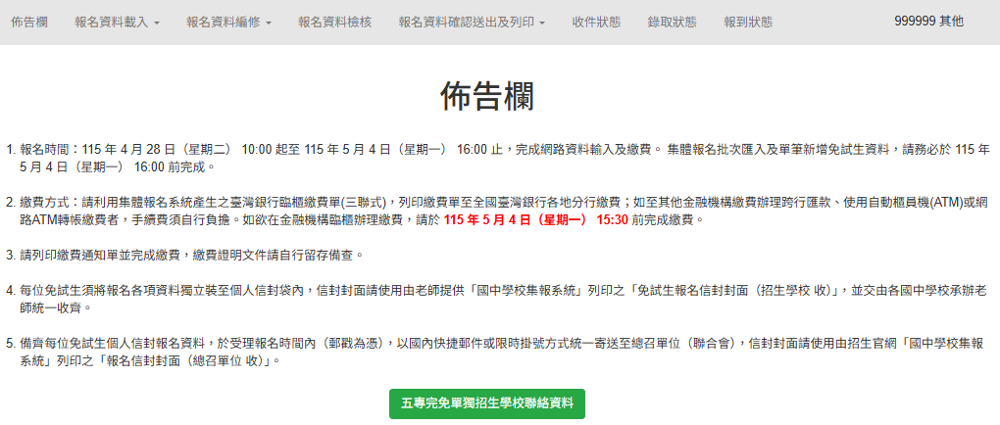 佈告欄 報名資料載入 報名資料編修 報名資料檢核 報名資料確認送出及列印 收件狀態 錄取狀態 報到狀態 999999 其他
佈告欄
1. 報名時間：115 年 4 月 28 日（星期二） 10:00 起至 115 年 5 月 4 日（星期一） 16:00 止，完成網路資料輸入及繳費。 集體報名批次匯入及單筆新增免試生資料，請務必於 115 年
5 月 4 日（星期一） 16:00 前完成。
2. 繳費方式：請利用集體報名系統產生之臺灣銀行臨櫃繳費單(三聯式)，列印繳費單至全國臺灣銀行各地分行繳費；如至其他金融機構繳費辦理跨行匯款、使用自動櫃員機(ATM)或網
路ATM轉帳繳費者，手續費須自行負擔。如欲在金融機構臨櫃辦理繳費，請於 115 年 5 月 4 日（星期一） 15:30 前完成繳費。
3. 請列印繳費通知單並完成繳費，繳費證明文件請自行留存備查。
4. 每位免試生須將報名各項資料獨立裝至個人信封袋內，信封封面請使用由老師提供「國中學校集報系統」列印之「免試生報名信封封面（招生學校 收）」，並交由各國中學校承辦老
師統一收齊。
5. 備齊每位免試生個人信封報名資料，於受理報名時間內（郵戳為憑），以國內快捷郵件或限時掛號方式統一寄送至總召單位（聯合會），信封封面請使用由招生官網「國中學校集報
系統」列印之「報名信封封面（總召單位 收）」。
五專完免單獨招生學校聯絡資料